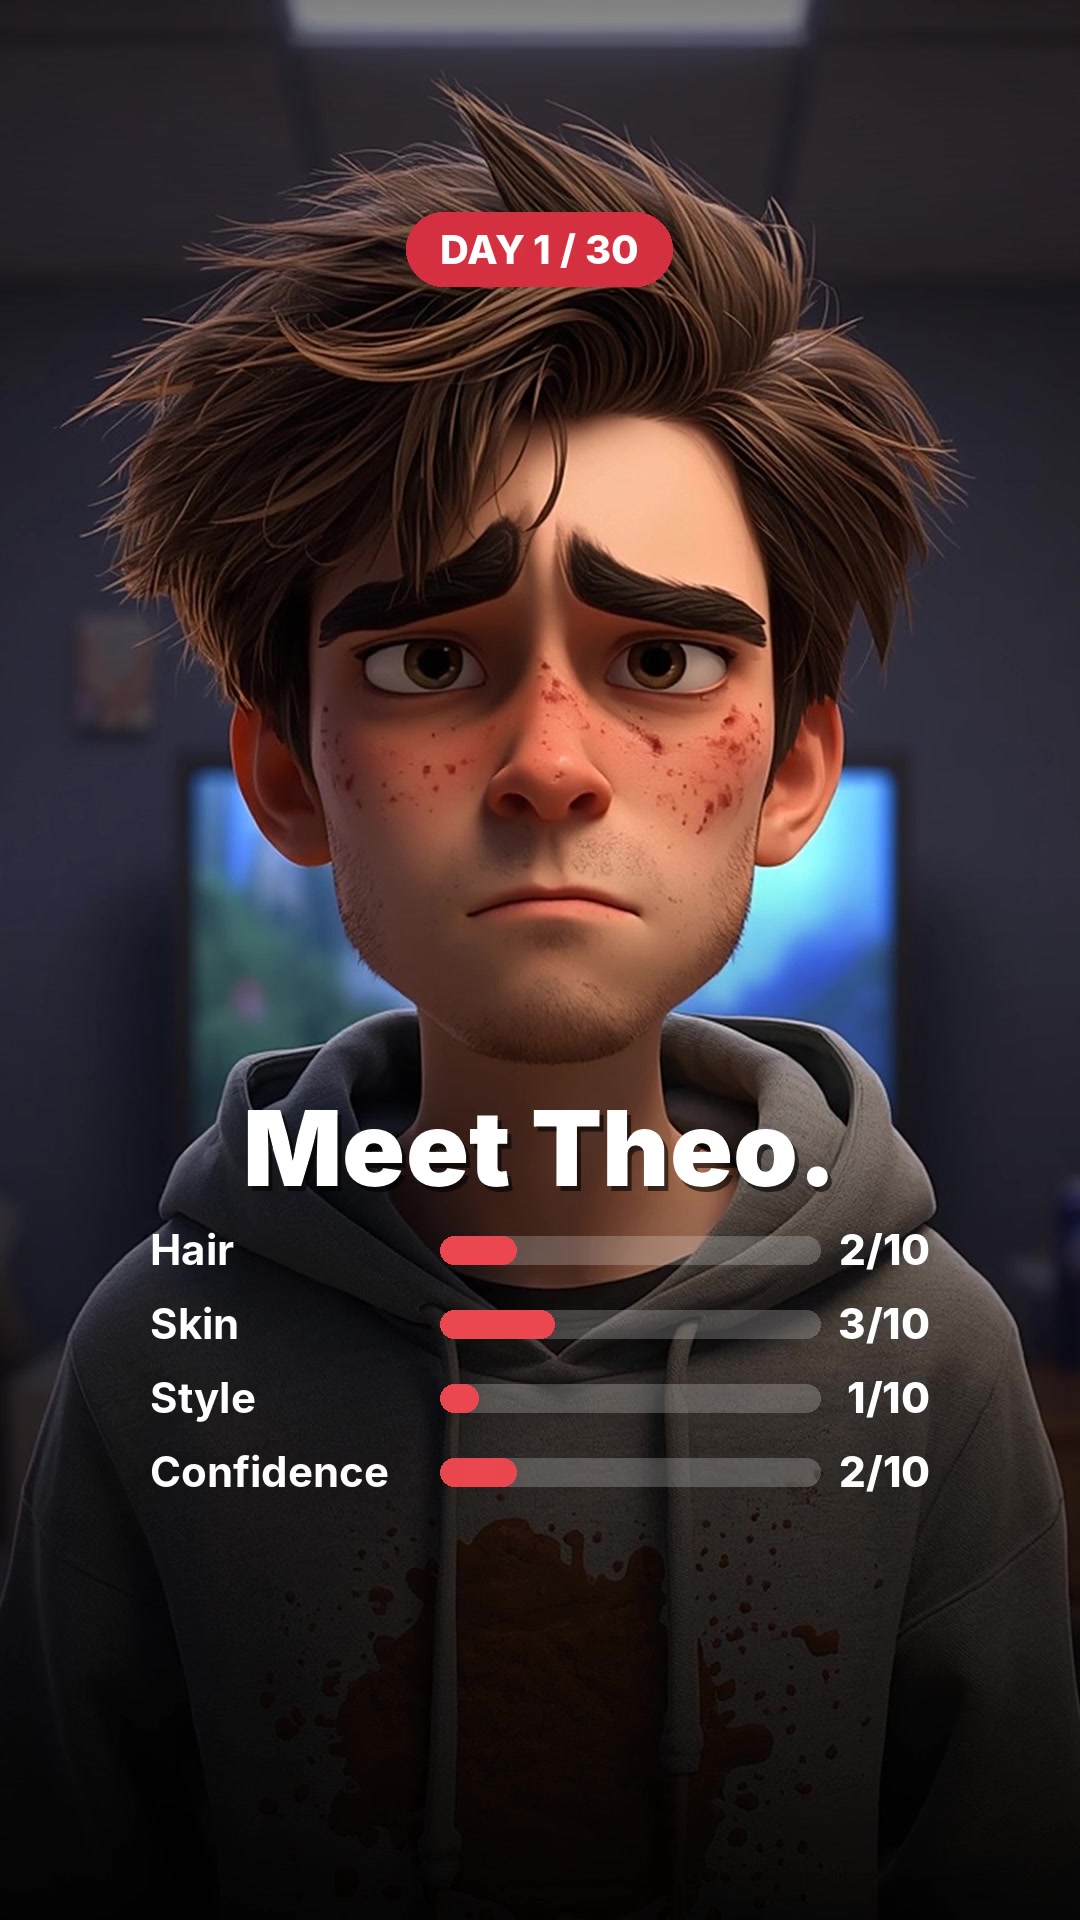 DAY 1 / 30
Meet Theo.
Hair 2/10
Skin 3/10
Style 1/10
Confidence 2/10